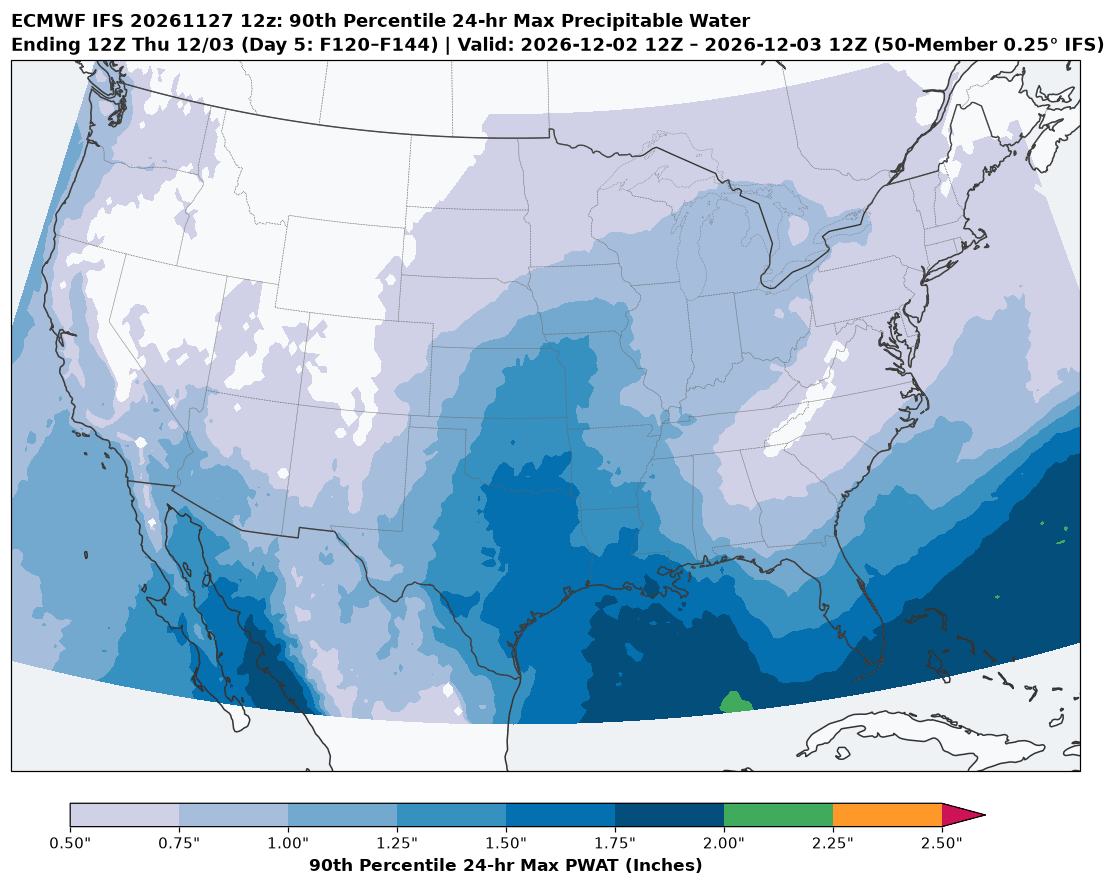 ECMWF IFS 20261127 12z: 90th Percentile 24-hr Max Precipitable Water
Ending 12Z Thu 12/03 (Day 5: F120–F144) | Valid: 2026-12-02 12Z – 2026-12-03 12Z (50-Member 0.25° IFS)
0.50" 0.75" 1.00" 1.25" 1.50" 1.75" 2.00" 2.25" 2.50"
90th Percentile 24-hr Max PWAT (Inches)